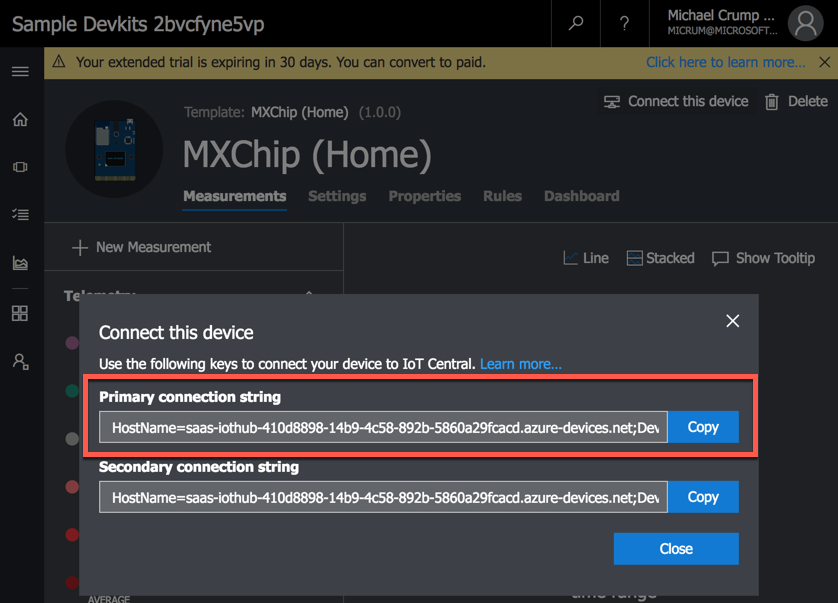 Sample Devkits 2bvcfyne5vp
?
Michael Crump ...
MICRUM@MICROSOFT...
Your extended trial is expiring in 30 days. You can convert to paid.
Click here to learn more...
Template: MXChip (Home) (1.0.0)
Connect this device
Delete
MXChip (Home)
Measurements Settings Properties Rules Dashboard
New Measurement
Line
Stacked
Show Tooltip
Telemetry
Connect this device
Use the following keys to connect your device to IoT Central. Learn more...
Primary connection string
HostName=saas-iothub-410d8898-14b9-4c58-892b-5860a29fcacd.azure-devices.net;Dev
Copy
Secondary connection string
HostName=saas-iothub-410d8898-14b9-4c58-892b-5860a29fcacd.azure-devices.net;Dev
Copy
Close
time range
AVERAGE